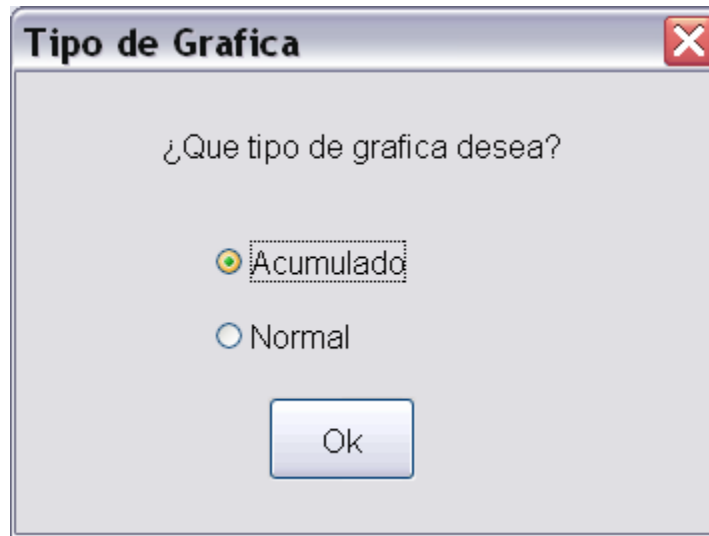 Tipo de Grafica
¿Que tipo de grafica desea?
Acumulado
Normal
Ok